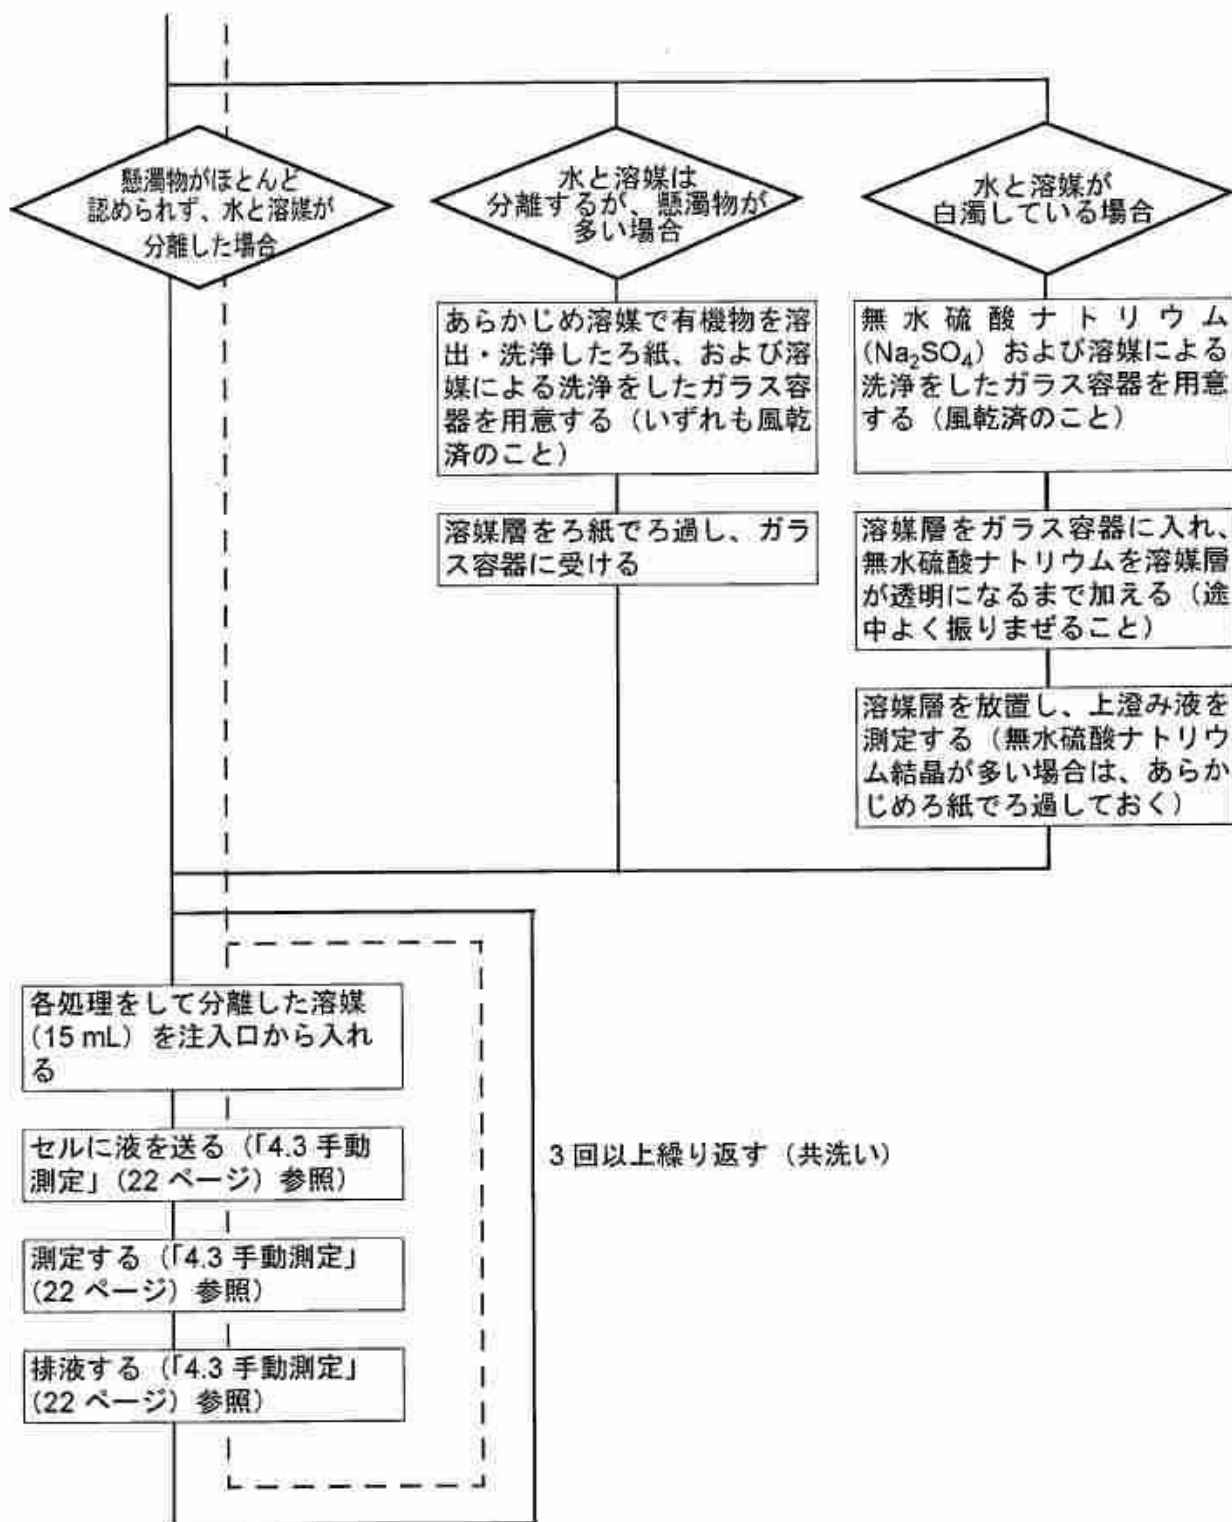 懸濁物がほとんど
認められず、水と溶媒が
分離した場合
水と溶媒は
分離するが、懸濁物が
多い場合
水と溶媒が
白濁している場合
あらかじめ溶媒で有機物を溶
出・洗浄したろ紙、および溶
媒による洗浄をしたガラス容
器を用意する（いずれも風乾
済のこと）
溶媒層をろ紙でろ過し、ガラ
ス容器に受ける
無水硫酸ナトリウム
(Na₂SO₄）および溶媒による
洗浄をしたガラス容器を用意
する（風乾済のこと）
溶媒層をガラス容器に入れ、
無水硫酸ナトリウムを溶媒層
が透明になるまで加える（途
中よく振りまぜること）
溶媒層を放置し、上澄み液を
測定する（無水硫酸ナトリウ
ム結晶が多い場合は、あらか
じめろ紙でろ過しておく）
各処理をして分離した溶媒
(15 mL）を注入口から入れ
る
セルに液を送る（「4.3 手動
測定」(22 ページ）参照）
測定する（「4.3 手動測定」
(22 ページ）参照）
排液する（「4.3 手動測定」
(22 ページ）参照）
3 回以上繰り返す（共洗い）